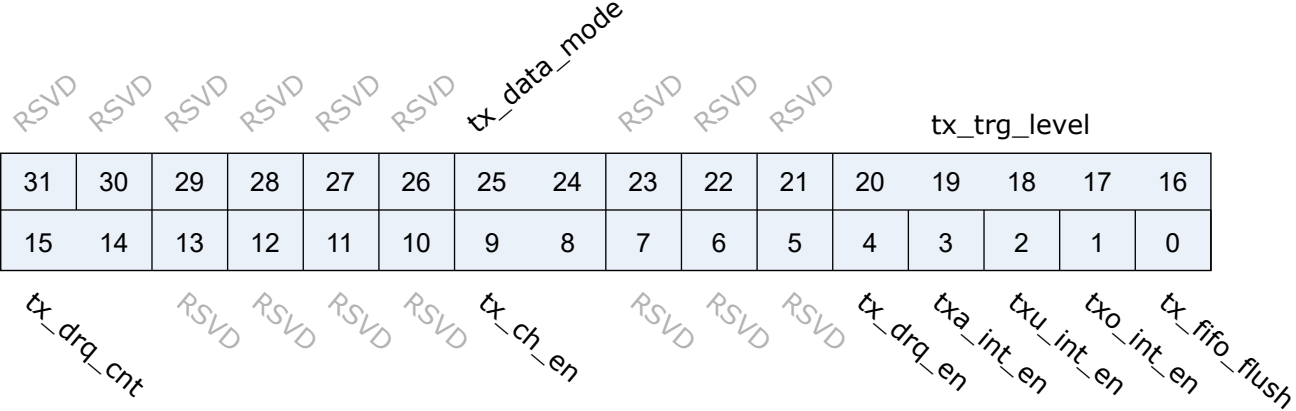 RSVD RSVD RSVD RSVD RSVD RSVD tx_data_mode RSVD RSVD RSVD tx_trg_level
31 30 29 28 27 26 25 24 23 22 21 20 19 18 17 16
15 14 13 12 11 10 9 8 7 6 5 4 3 2 1 0
tx_drq_cnt RSVD RSVD RSVD RSVD tx_ch_en RSVD RSVD RSVD tx_drq_en txa_int_en txu_int_en txo_int_en tx_fifo_flush